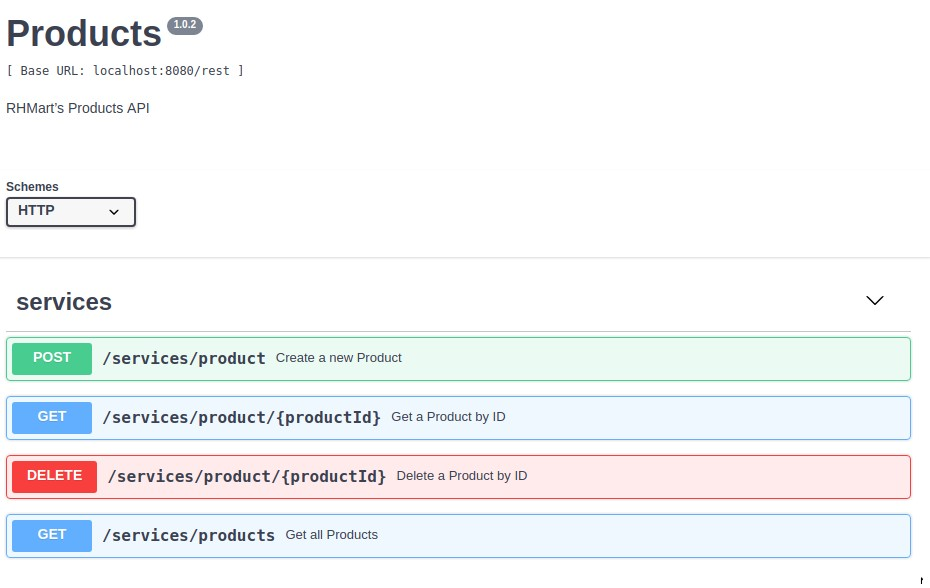 Products 1.0.2
[ Base URL: localhost:8080/rest ]
RHMart's Products API
Schemes
HTTP
services
POST /services/product Create a new Product
GET /services/product/{productId} Get a Product by ID
DELETE /services/product/{productId} Delete a Product by ID
GET /services/products Get all Products